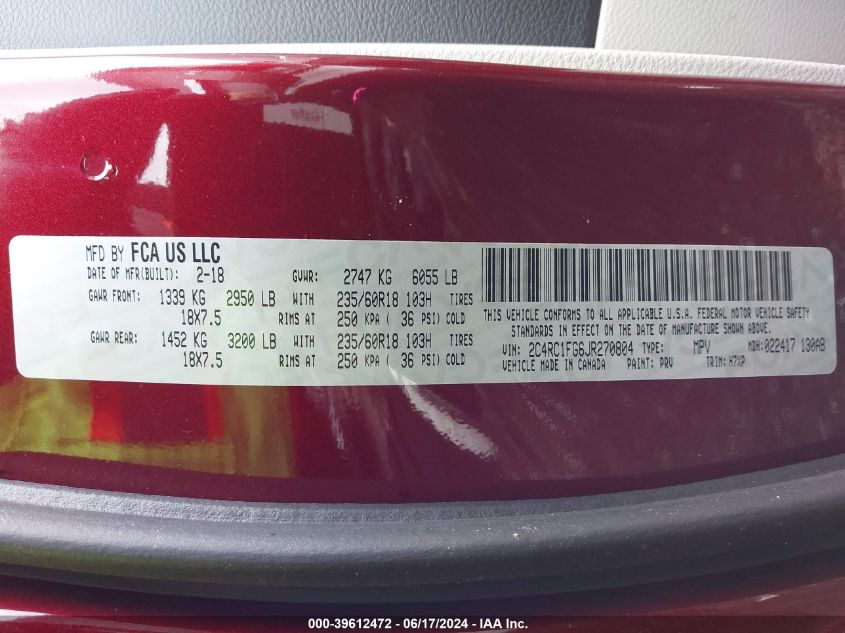 MFD BY FCA US LLC
DATE OF MFR(BUILT): 2-18 GVWR: 2747 KG 6055 LB
GAWR FRONT: 1339 KG 2950 LB WITH 235/60R18 103H TIRES
18X7.5 RIMS AT 250 KPA ( 36 PSI) COLD
GAWR REAR: 1452 KG 3200 LB WITH 235/60R18 103H TIRES
18X7.5 RIMS AT 250 KPA ( 36 PSI) COLD
THIS VEHICLE CONFORMS TO ALL APPLICABLE U.S.A. FEDERAL MOTOR VEHICLE SAFETY
STANDARDS IN EFFECT ON THE DATE OF MANUFACTURE SHOWN ABOVE.
VIN: 2C4RC1FG6JR270804 TYPE: MPV MDH: 022417 130AB
VEHICLE MADE IN CANADA PAINT: PRV TRIM: H7XP
000-39612472 - 06/17/2024 - IAA Inc.